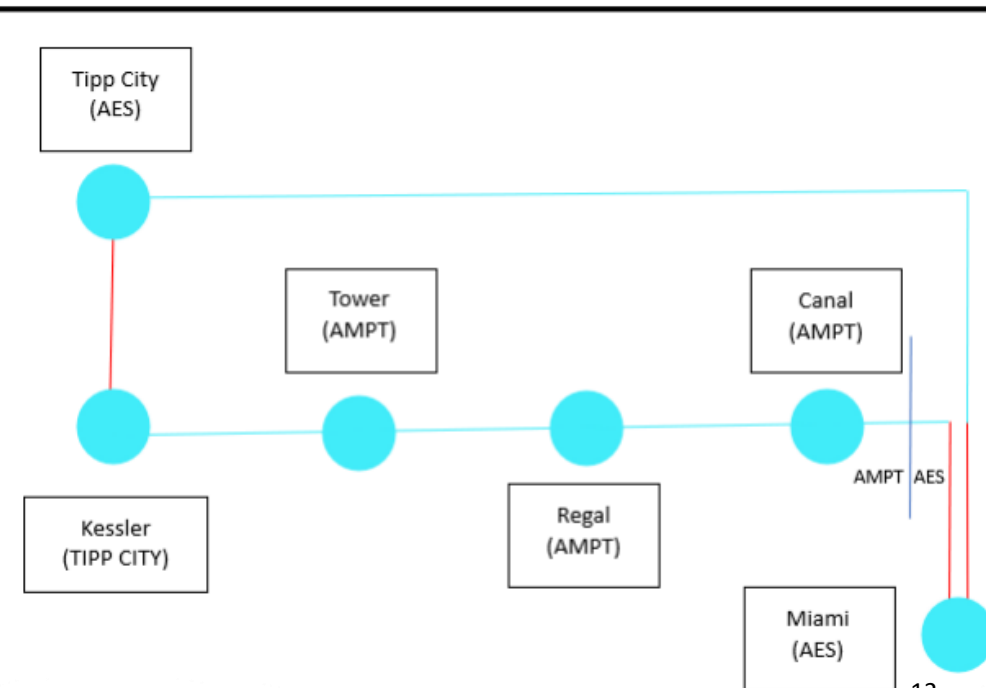 Tipp City
(AES)
Tower
(AMPT)
Canal
(AMPT)
AMPT
AES
Kessler
(TIPP CITY)
Regal
(AMPT)
Miami
(AES)